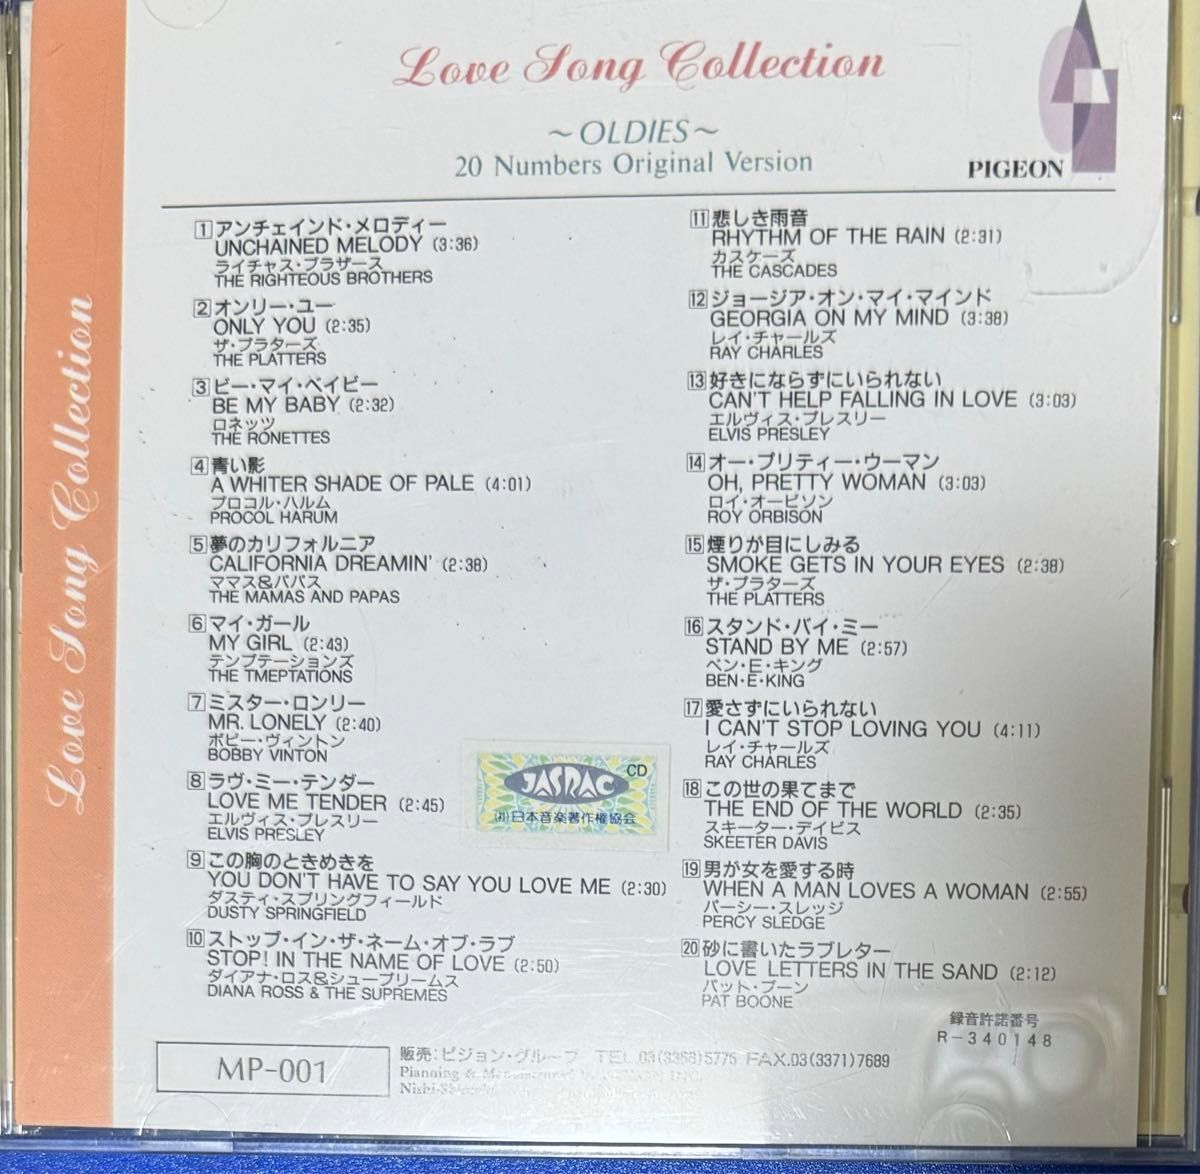 Love Song Collection
Love Song Collection
～OLDIES～
20 Numbers Original Version
PIGEON
1 アンチェインド・メロディー
UNCHAINED MELODY (3:36)
ライチャス・ブラザース
THE RIGHTEOUS BROTHERS
2 オンリー・ユー
ONLY YOU (2:35)
ザ・プラターズ
THE PLATTERS
3 ビー・マイ・ベイビー
BE MY BABY (2:32)
ロネッツ
THE RONETTES
4 青い影
A WHITER SHADE OF PALE (4:01)
プロコル・ハルム
PROCOL HARUM
5 夢のカリフォルニア
CALIFORNIA DREAMIN' (2:38)
ママス&パパス
THE MAMAS AND PAPAS
6 マイ・ガール
MY GIRL (2:43)
テンプテーションズ
THE TMEPTATIONS
7 ミスター・ロンリー
MR. LONELY (2:40)
ボビー・ヴィントン
BOBBY VINTON
8 ラヴ・ミー・テンダー
LOVE ME TENDER (2:45)
エルヴィス・プレスリー
ELVIS PRESLEY
9 この胸のときめきを
YOU DON'T HAVE TO SAY YOU LOVE ME (2:30)
ダスティ・スプリングフィールド
DUSTY SPRINGFIELD
10 ストップ・イン・ザ・ネーム・オブ・ラブ
STOP! IN THE NAME OF LOVE (2:50)
ダイアナ・ロス&シュープリームス
DIANA ROSS & THE SUPREMES
11 悲しき雨音
RHYTHM OF THE RAIN (2:31)
カスケーズ
THE CASCADES
12 ジョージア・オン・マイ・マインド
GEORGIA ON MY MIND (3:38)
レイ・チャールズ
RAY CHARLES
13 好きにならずにいられない
CAN'T HELP FALLING IN LOVE (3:03)
エルヴィス・プレスリー
ELVIS PRESLEY
14 オー・プリティー・ウーマン
OH, PRETTY WOMAN (3:03)
ロイ・オービソン
ROY ORBISON
15 煙りが目にしみる
SMOKE GETS IN YOUR EYES (2:38)
ザ・プラターズ
THE PLATTERS
16 スタンド・バイ・ミー
STAND BY ME (2:57)
ベン・E・キング
BEN・E・KING
17 愛さずにいられない
I CAN'T STOP LOVING YOU (4:11)
レイ・チャールズ
RAY CHARLES
18 この世の果てまで
THE END OF THE WORLD (2:35)
スキーター・デイビス
SKEETER DAVIS
19 男が女を愛する時
WHEN A MAN LOVES A WOMAN (2:55)
パーシー・スレッジ
PERCY SLEDGE
20 砂に書いたラブレター
LOVE LETTERS IN THE SAND (2:12)
パット・ブーン
PAT BOONE
JASRAC CD
(社)日本音楽著作権協会
録音許諾番号
R-340148
MP-001
販売:ピジョン・グループ TEL.03(3363)5775 FAX.03(3371)7689
Planning &